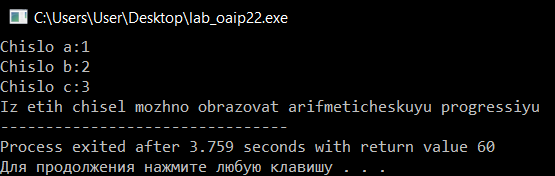 C:\Users\User\Desktop\lab_oaip22.exe
Chislo a:1
Chislo b:2
Chislo c:3
Iz etih chisel mozhno obrazovat arifmeticheskuyu progressiyu
--------------------------------
Process exited after 3.759 seconds with return value 60
Для продолжения нажмите любую клавишу . . .